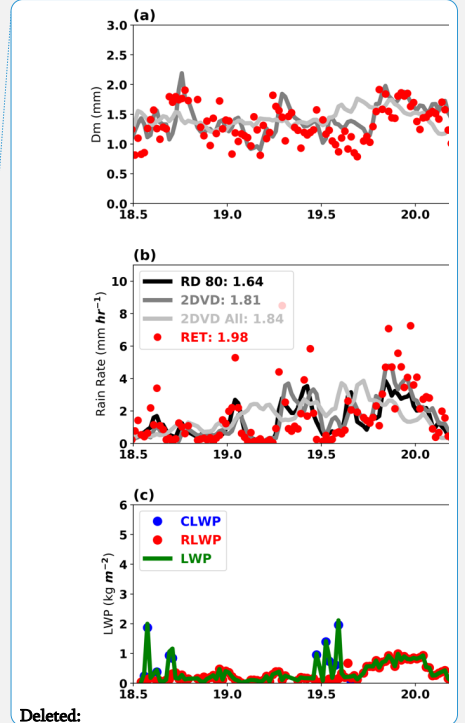 (a)
3.0
2.5
2.0
1.5
1.0
0.5
0.0
Dm (mm)
18.5 19.0 19.5 20.0
(b)
10
8
6
4
2
0
Rain Rate (mm hr⁻¹)
RD 80: 1.64
2DVD: 1.81
2DVD All: 1.84
RET: 1.98
18.5 19.0 19.5 20.0
(c)
6
5
4
3
2
1
0
LWP (kg m⁻²)
CLWP
RLWP
LWP
18.5 19.0 19.5 20.0
Deleted: